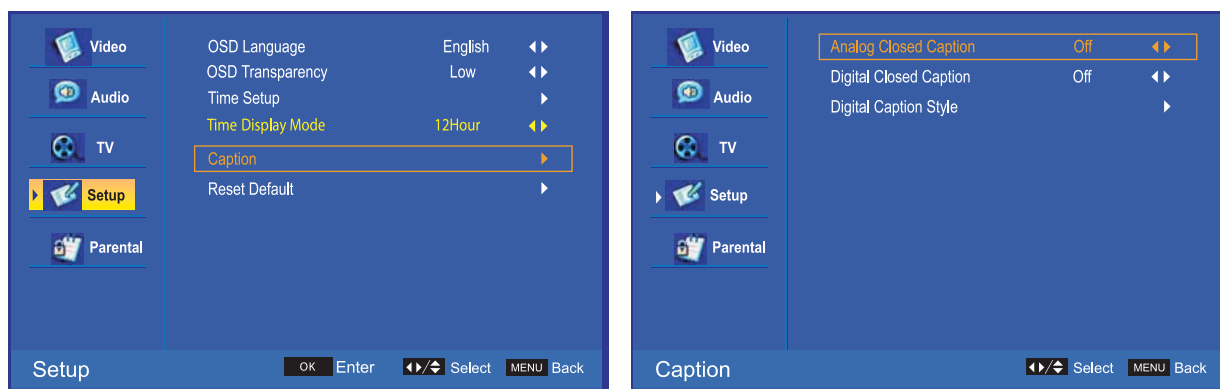 Video
Audio
TV
Setup
Parental
OSD Language English
OSD Transparency Low
Time Setup
Time Display Mode 12Hour
Caption
Reset Default
Setup OK Enter Select MENU Back
Video
Audio
TV
Setup
Parental
Analog Closed Caption Off
Digital Closed Caption Off
Digital Caption Style
Caption Select MENU Back